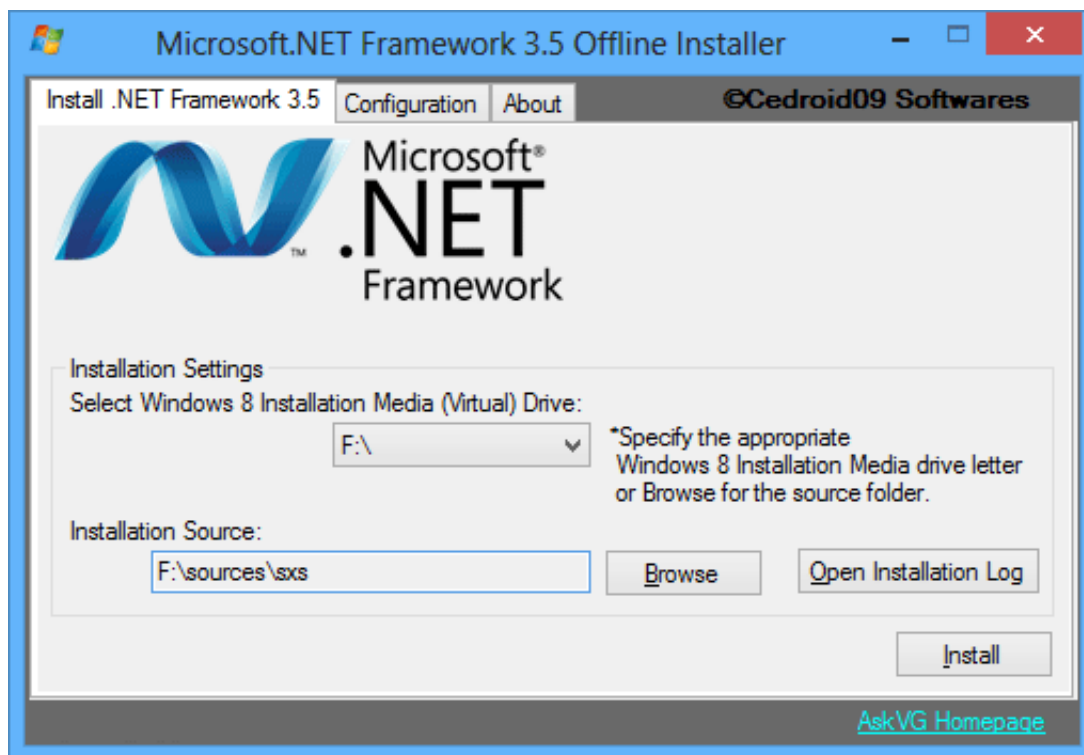 Microsoft.NET Framework 3.5 Offline Installer
Install .NET Framework 3.5
Configuration
About
©Cedroid09 Softwares
Microsoft®
.NET
Framework
TM
Installation Settings
Select Windows 8 Installation Media (Virtual) Drive:
F:\
*Specify the appropriate
Windows 8 Installation Media drive letter
or Browse for the source folder.
Installation Source:
F:\sources\sxs
Browse
Open Installation Log
Install
AskVG Homepage